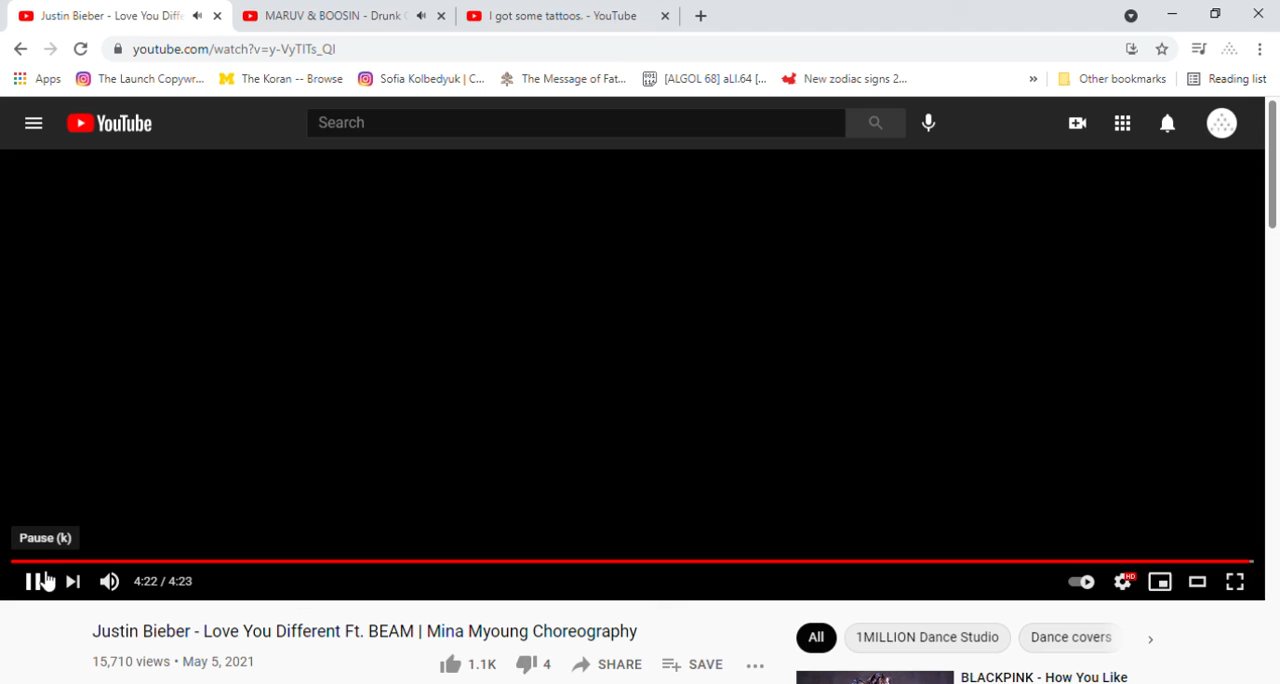 Justin Bieber - Love You Diffe
MARUV & BOOSIN - Drunk
I got some tattoos. - YouTube
youtube.com/watch?v=y-VyTITs_QI
Apps
The Launch Copywr...
The Koran -- Browse
Sofia Kolbedyuk | C...
The Message of Fat...
[ALGOL 68] aLI.64 [...
New zodiac signs 2...
»
Other bookmarks
Reading list
YouTube
Search
Pause (k)
4:22 / 4:23
HD
Justin Bieber - Love You Different Ft. BEAM | Mina Myoung Choreography
15,710 views • May 5, 2021
1.1K
4
SHARE
SAVE
All
1MILLION Dance Studio
Dance covers
BLACKPINK - How You Like